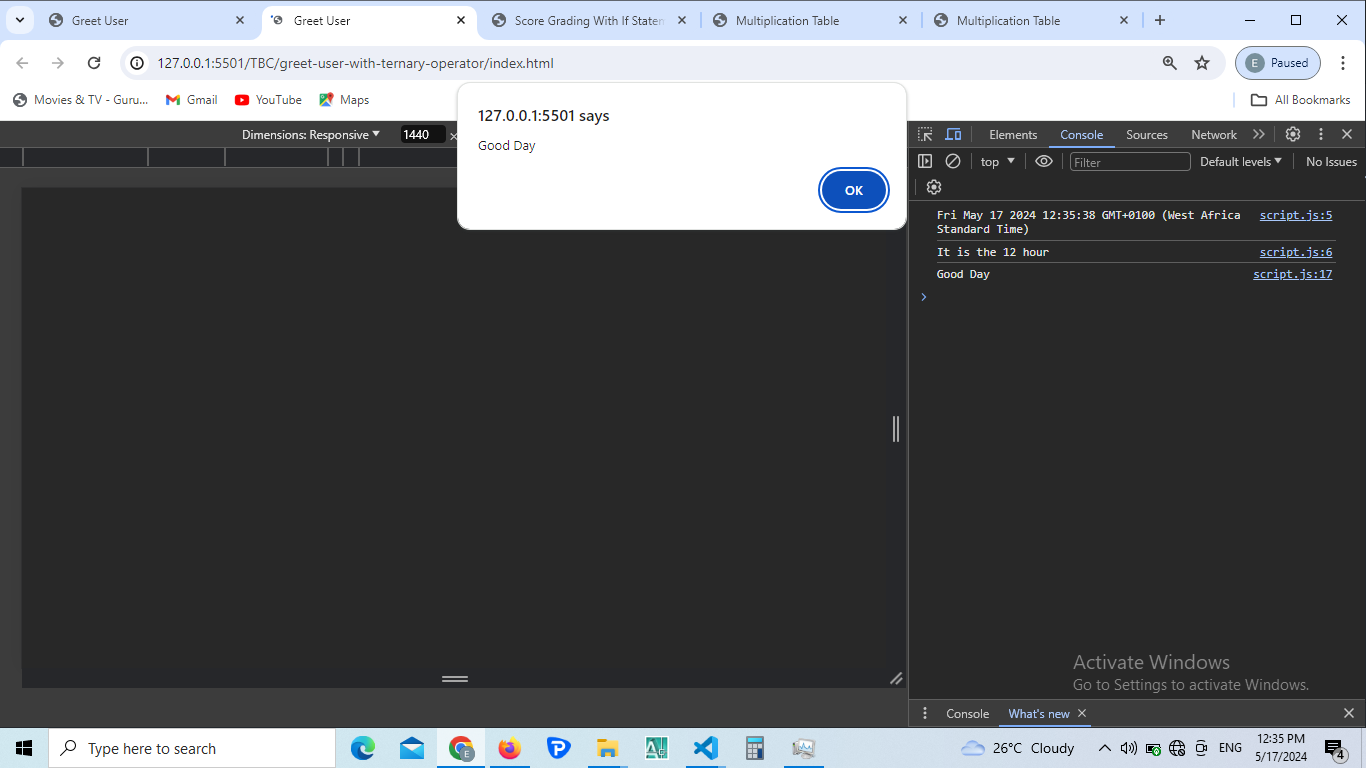 Greet User
Greet User
Score Grading With If Statem
Multiplication Table
Multiplication Table
127.0.0.1:5501/TBC/greet-user-with-ternary-operator/index.html
E Paused
Movies & TV - Guru...
Gmail
YouTube
Maps
All Bookmarks
127.0.0.1:5501 says
Good Day
OK
Dimensions: Responsive
1440
Elements
Console
Sources
Network
top
Filter
Default levels
No Issues
Fri May 17 2024 12:35:38 GMT+0100 (West Africa script.js:5
Standard Time)
It is the 12 hour script.js:6
Good Day script.js:17
Activate Windows
Go to Settings to activate Windows.
Console
What's new
Type here to search
26°C Cloudy
ENG
12:35 PM
5/17/2024
4